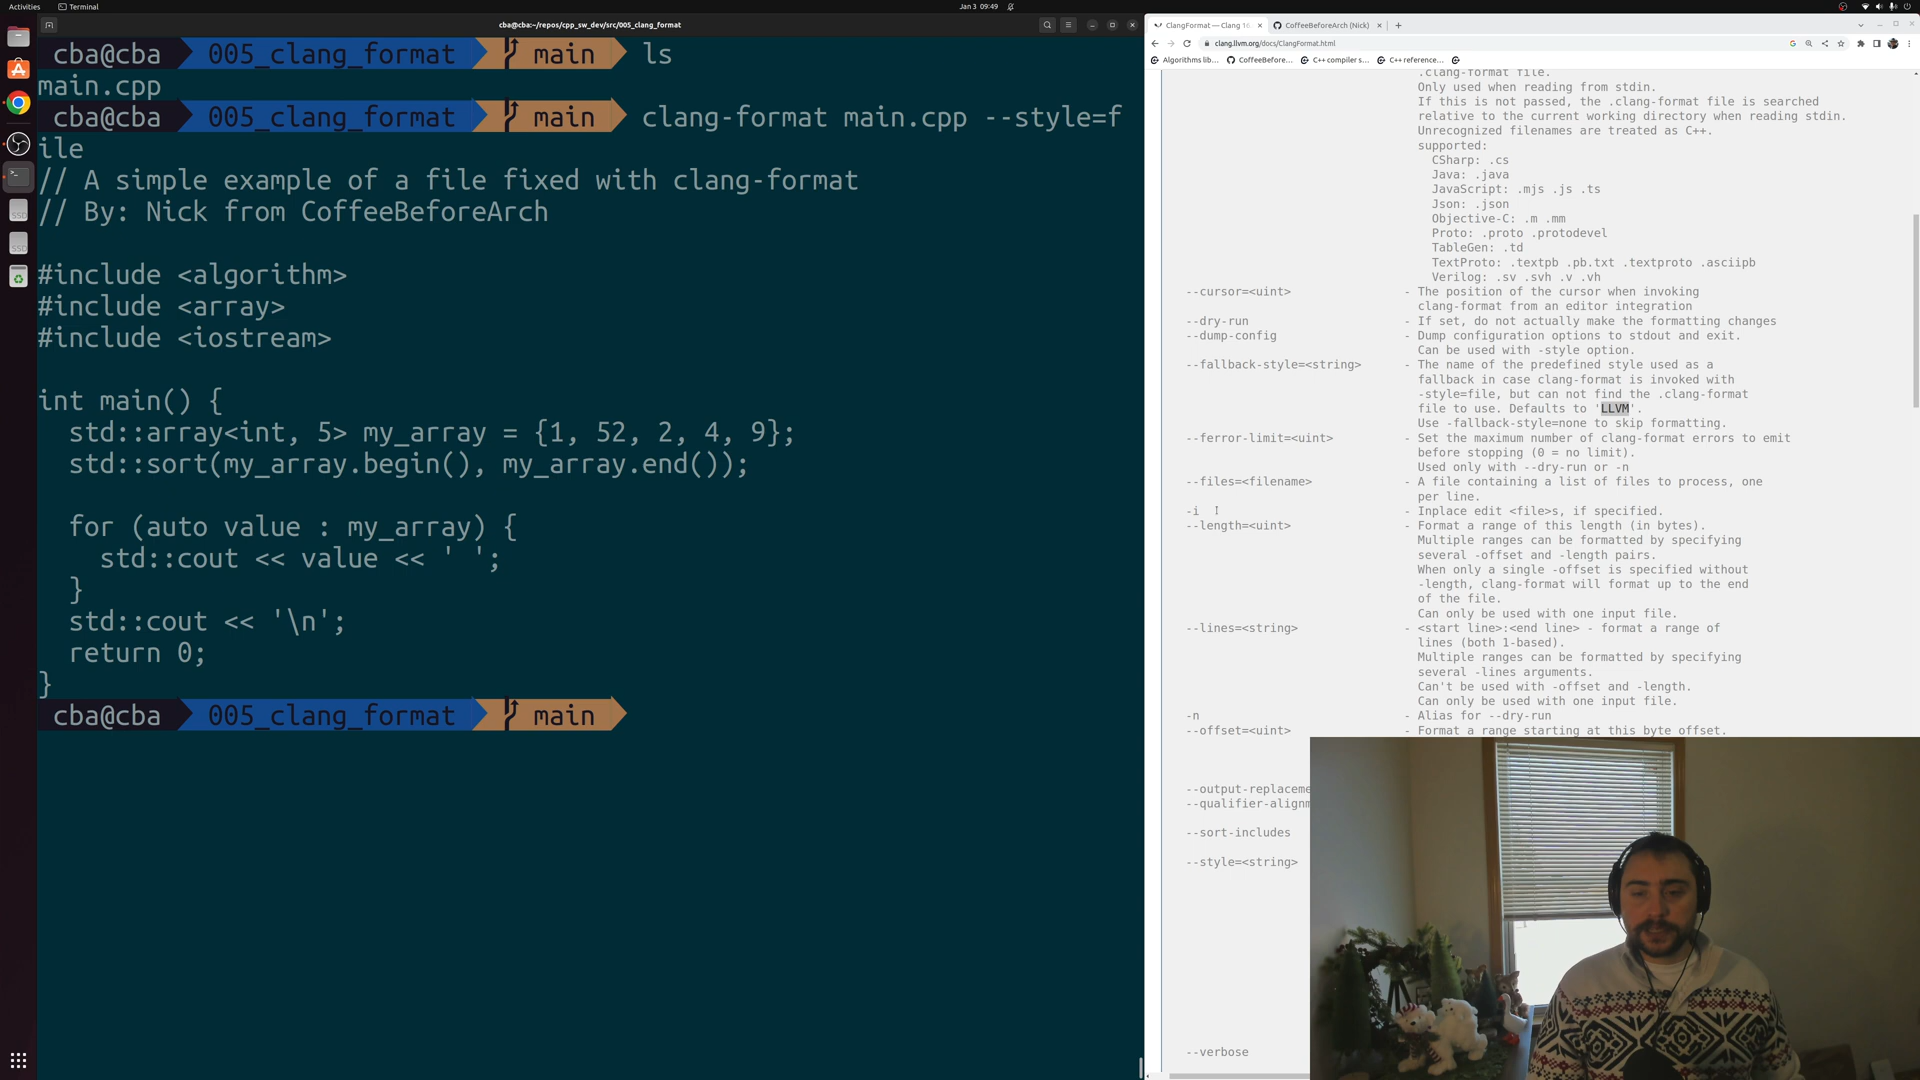 Activities
Terminal
Jan 3 09:49
cba@cba:~/repos/cpp_sw_dev/src/005_clang_format
cba@cba 005_clang_format main ls
main.cpp
cba@cba 005_clang_format main clang-format main.cpp --style=f
ile
// A simple example of a file fixed with clang-format
// By: Nick from CoffeeBeforeArch
#include <algorithm>
#include <array>
#include <iostream>
int main() {
std::array<int, 5> my_array = {1, 52, 2, 4, 9};
std::sort(my_array.begin(), my_array.end());
for (auto value : my_array) {
std::cout << value << ' ';
}
std::cout << '\n';
return 0;
}
cba@cba 005_clang_format main
ClangFormat — Clang 16
CoffeeBeforeArch (Nick)
clang.llvm.org/docs/ClangFormat.html
Algorithms lib...
CoffeeBefore...
C++ compiler s...
C++ reference...
.clang-format file.
Only used when reading from stdin.
If this is not passed, the .clang-format file is searched
relative to the current working directory when reading stdin.
Unrecognized filenames are treated as C++.
supported:
CSharp: .cs
Java: .java
JavaScript: .mjs .js .ts
Json: .json
Objective-C: .m .mm
Proto: .proto .protodevel
TableGen: .td
TextProto: .textpb .pb.txt .textproto .asciipb
Verilog: .sv .svh .v .vh
--cursor=<uint> - The position of the cursor when invoking
clang-format from an editor integration
--dry-run - If set, do not actually make the formatting changes
--dump-config - Dump configuration options to stdout and exit.
Can be used with -style option.
--fallback-style=<string> - The name of the predefined style used as a
fallback in case clang-format is invoked with
-style=file, but can not find the .clang-format
file to use. Defaults to 'LLVM'.
Use -fallback-style=none to skip formatting.
--ferror-limit=<uint> - Set the maximum number of clang-format errors to emit
before stopping (0 = no limit).
Used only with --dry-run or -n
--files=<filename> - A file containing a list of files to process, one
per line.
-i - Inplace edit <file>s, if specified.
--length=<uint> - Format a range of this length (in bytes).
Multiple ranges can be formatted by specifying
several -offset and -length pairs.
When only a single -offset is specified without
-length, clang-format will format up to the end
of the file.
Can only be used with one input file.
--lines=<string> - <start line>:<end line> - format a range of
lines (both 1-based).
Multiple ranges can be formatted by specifying
several -lines arguments.
Can't be used with -offset and -length.
Can only be used with one input file.
-n - Alias for --dry-run
--offset=<uint> - Format a range starting at this byte offset.
--output-replaceme
--qualifier-alignm
--sort-includes
--style=<string>
--verbose